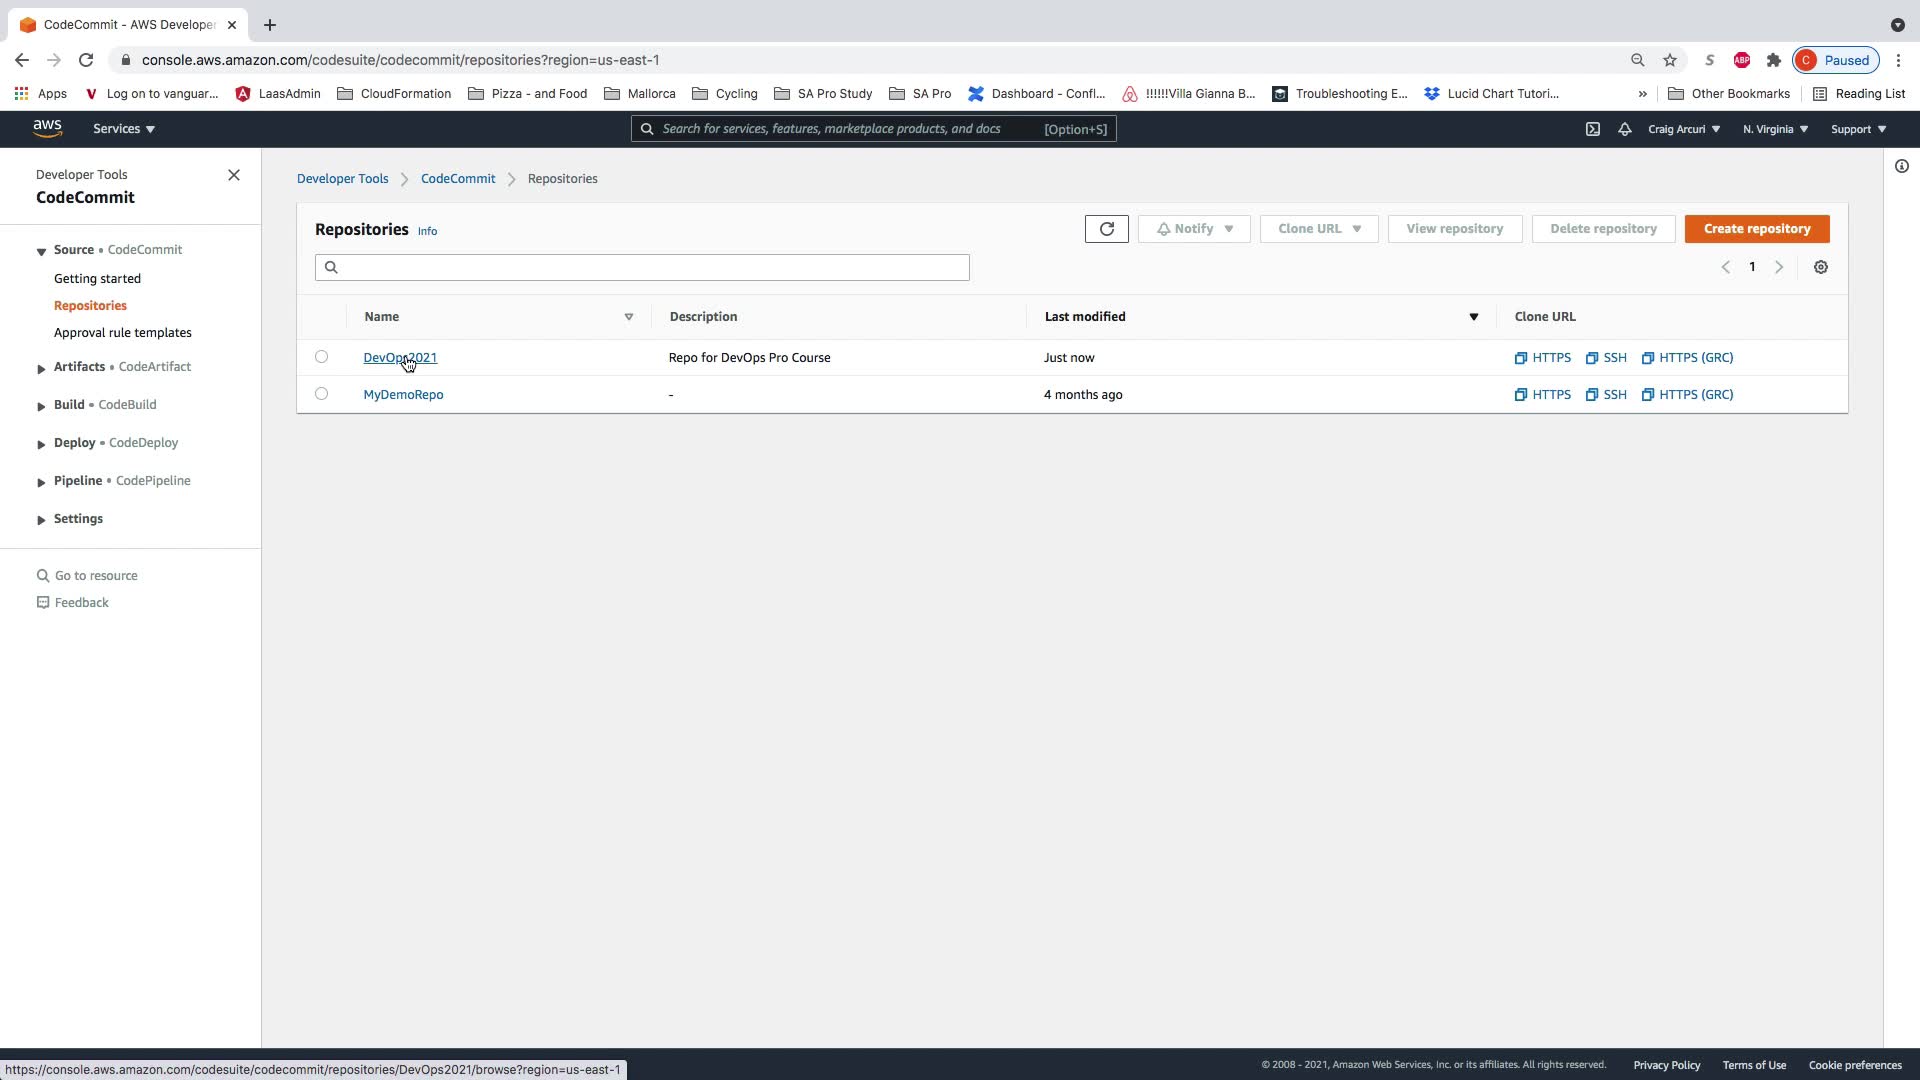 CodeCommit - AWS Developer
console.aws.amazon.com/codesuite/codecommit/repositories?region=us-east-1
S ABP C Paused
Apps Log on to vanguar... LaasAdmin CloudFormation Pizza - and Food Mallorca Cycling SA Pro Study SA Pro Dashboard - Confl... !!!!!!Villa Gianna B... Troubleshooting E... Lucid Chart Tutori... » Other Bookmarks Reading List
aws Services Search for services, features, marketplace products, and docs [Option+S] Craig Arcuri N. Virginia Support
Developer Tools
CodeCommit
Source • CodeCommit
Getting started
Repositories
Approval rule templates
Artifacts • CodeArtifact
Build • CodeBuild
Deploy • CodeDeploy
Pipeline • CodePipeline
Settings
Go to resource
Feedback
Developer Tools CodeCommit Repositories
Repositories Info Notify Clone URL View repository Delete repository Create repository
1
Name Description Last modified Clone URL
DevOps2021 Repo for DevOps Pro Course Just now HTTPS SSH HTTPS (GRC)
MyDemoRepo - 4 months ago HTTPS SSH HTTPS (GRC)
https://console.aws.amazon.com/codesuite/codecommit/repositories/DevOps2021/browse?region=us-east-1
© 2008 - 2021, Amazon Web Services, Inc. or its affiliates. All rights reserved. Privacy Policy Terms of Use Cookie preferences